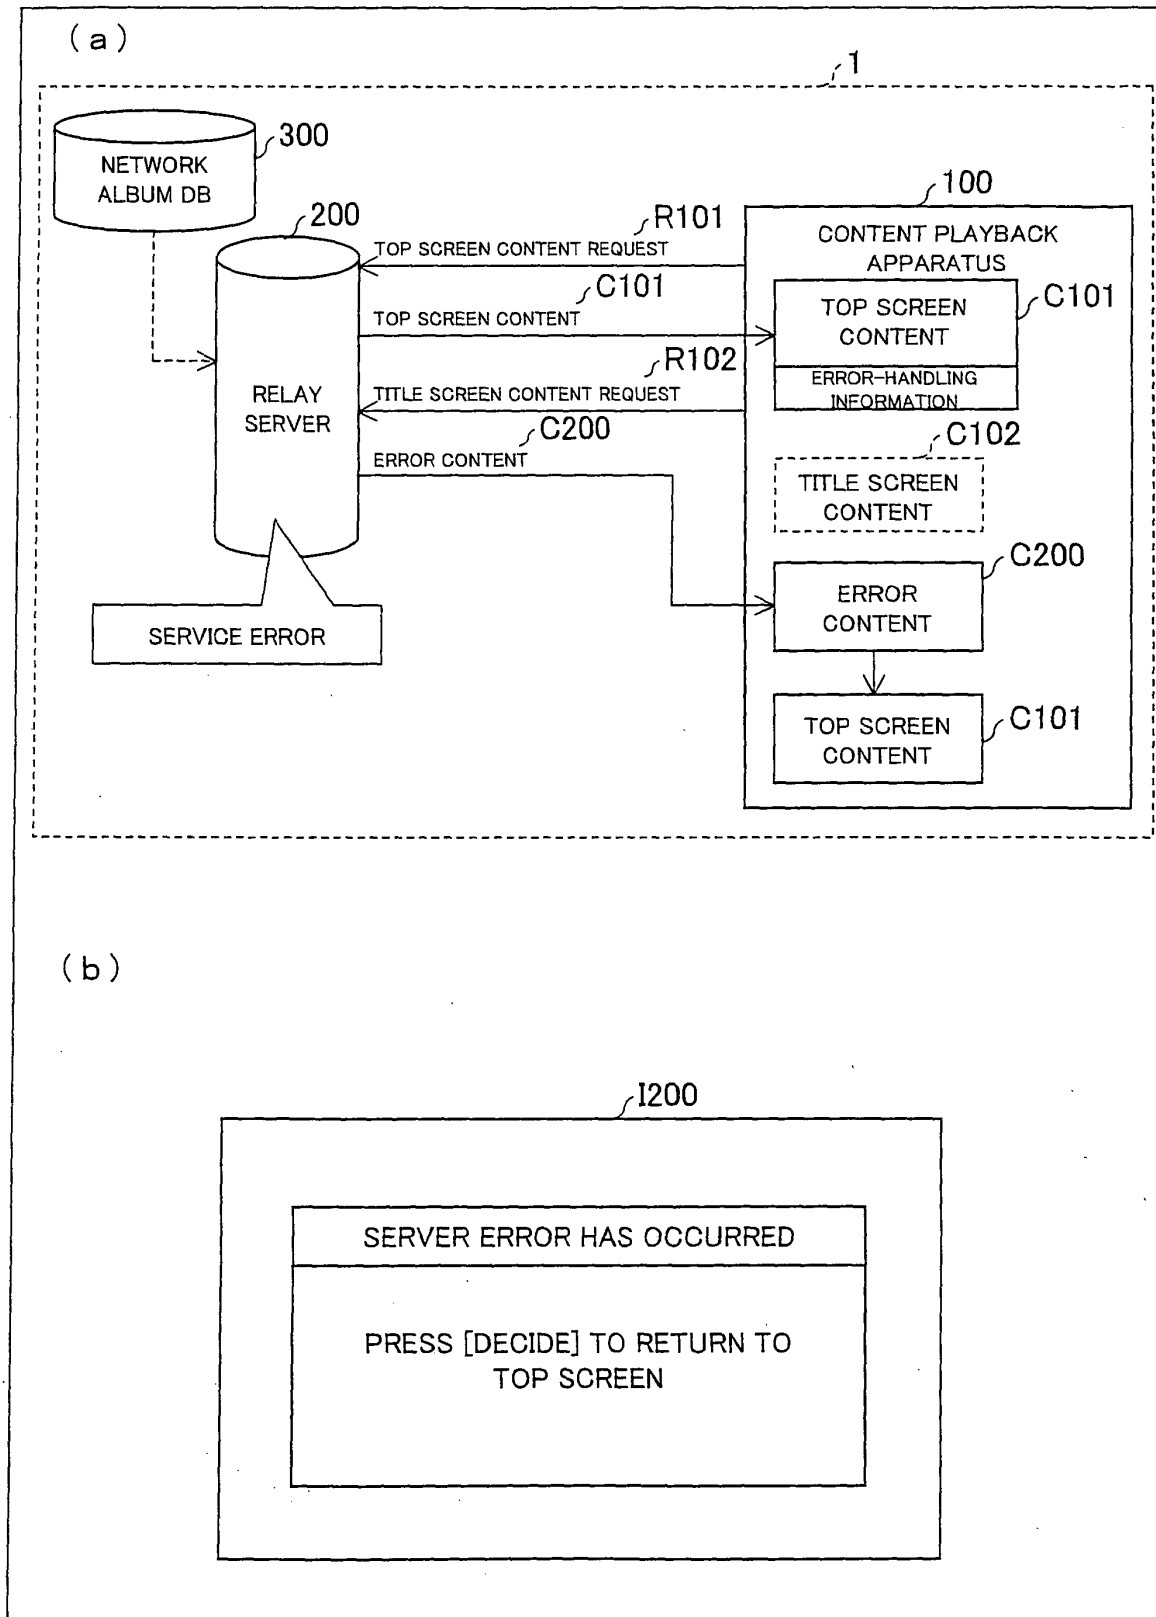 (a)
1
300
NETWORK
ALBUM DB
200
RELAY
SERVER
SERVICE ERROR
R101
TOP SCREEN CONTENT REQUEST
C101
TOP SCREEN CONTENT
R102
TITLE SCREEN CONTENT REQUEST
C200
ERROR CONTENT
100
CONTENT PLAYBACK
APPARATUS
TOP SCREEN
CONTENT
C101
ERROR-HANDLING
INFORMATION
C102
TITLE SCREEN
CONTENT
C200
ERROR
CONTENT
TOP SCREEN
CONTENT
C101
(b)
I200
SERVER ERROR HAS OCCURRED
PRESS [DECIDE] TO RETURN TO
TOP SCREEN